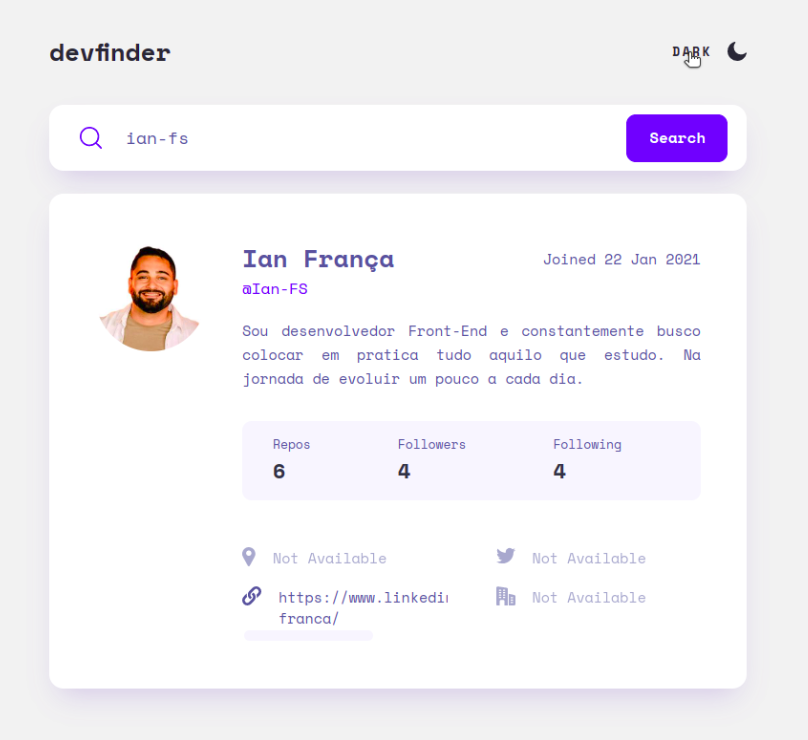 devfinder
DARK
ian-fs
Search
Ian França
Joined 22 Jan 2021
@Ian-FS
Sou desenvolvedor Front-End e constantemente busco
colocar em pratica tudo aquilo que estudo. Na
jornada de evoluir um pouco a cada dia.
Repos
Followers
Following
6
4
4
Not Available
Not Available
https://www.linkedi
franca/
Not Available